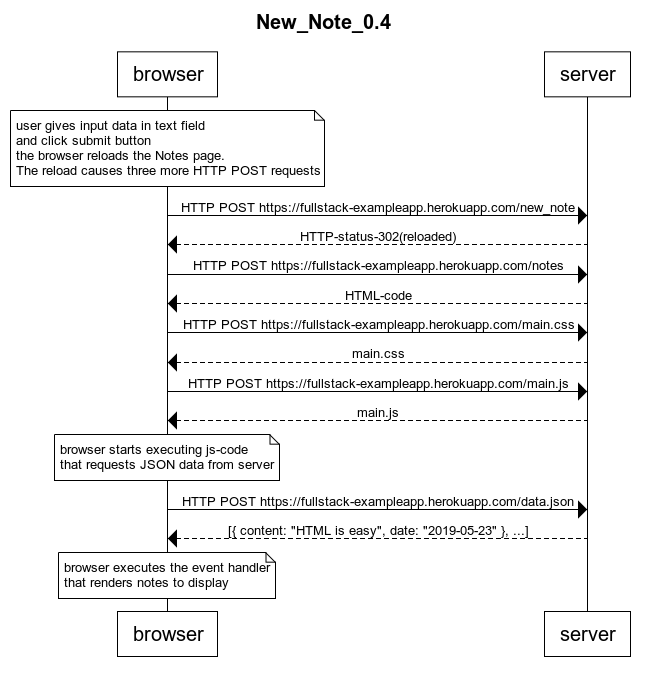 New_Note_0.4
browser
server
user gives input data in text field
and click submit button
the browser reloads the Notes page.
The reload causes three more HTTP POST requests
HTTP POST https://fullstack-exampleapp.herokuapp.com/new_note
HTTP-status-302(reloaded)
HTTP POST https://fullstack-exampleapp.herokuapp.com/notes
HTML-code
HTTP POST https://fullstack-exampleapp.herokuapp.com/main.css
main.css
HTTP POST https://fullstack-exampleapp.herokuapp.com/main.js
main.js
browser starts executing js-code
that requests JSON data from server
HTTP POST https://fullstack-exampleapp.herokuapp.com/data.json
[{ content: "HTML is easy", date: "2019-05-23" }, ...]
browser executes the event handler
that renders notes to display
browser
server